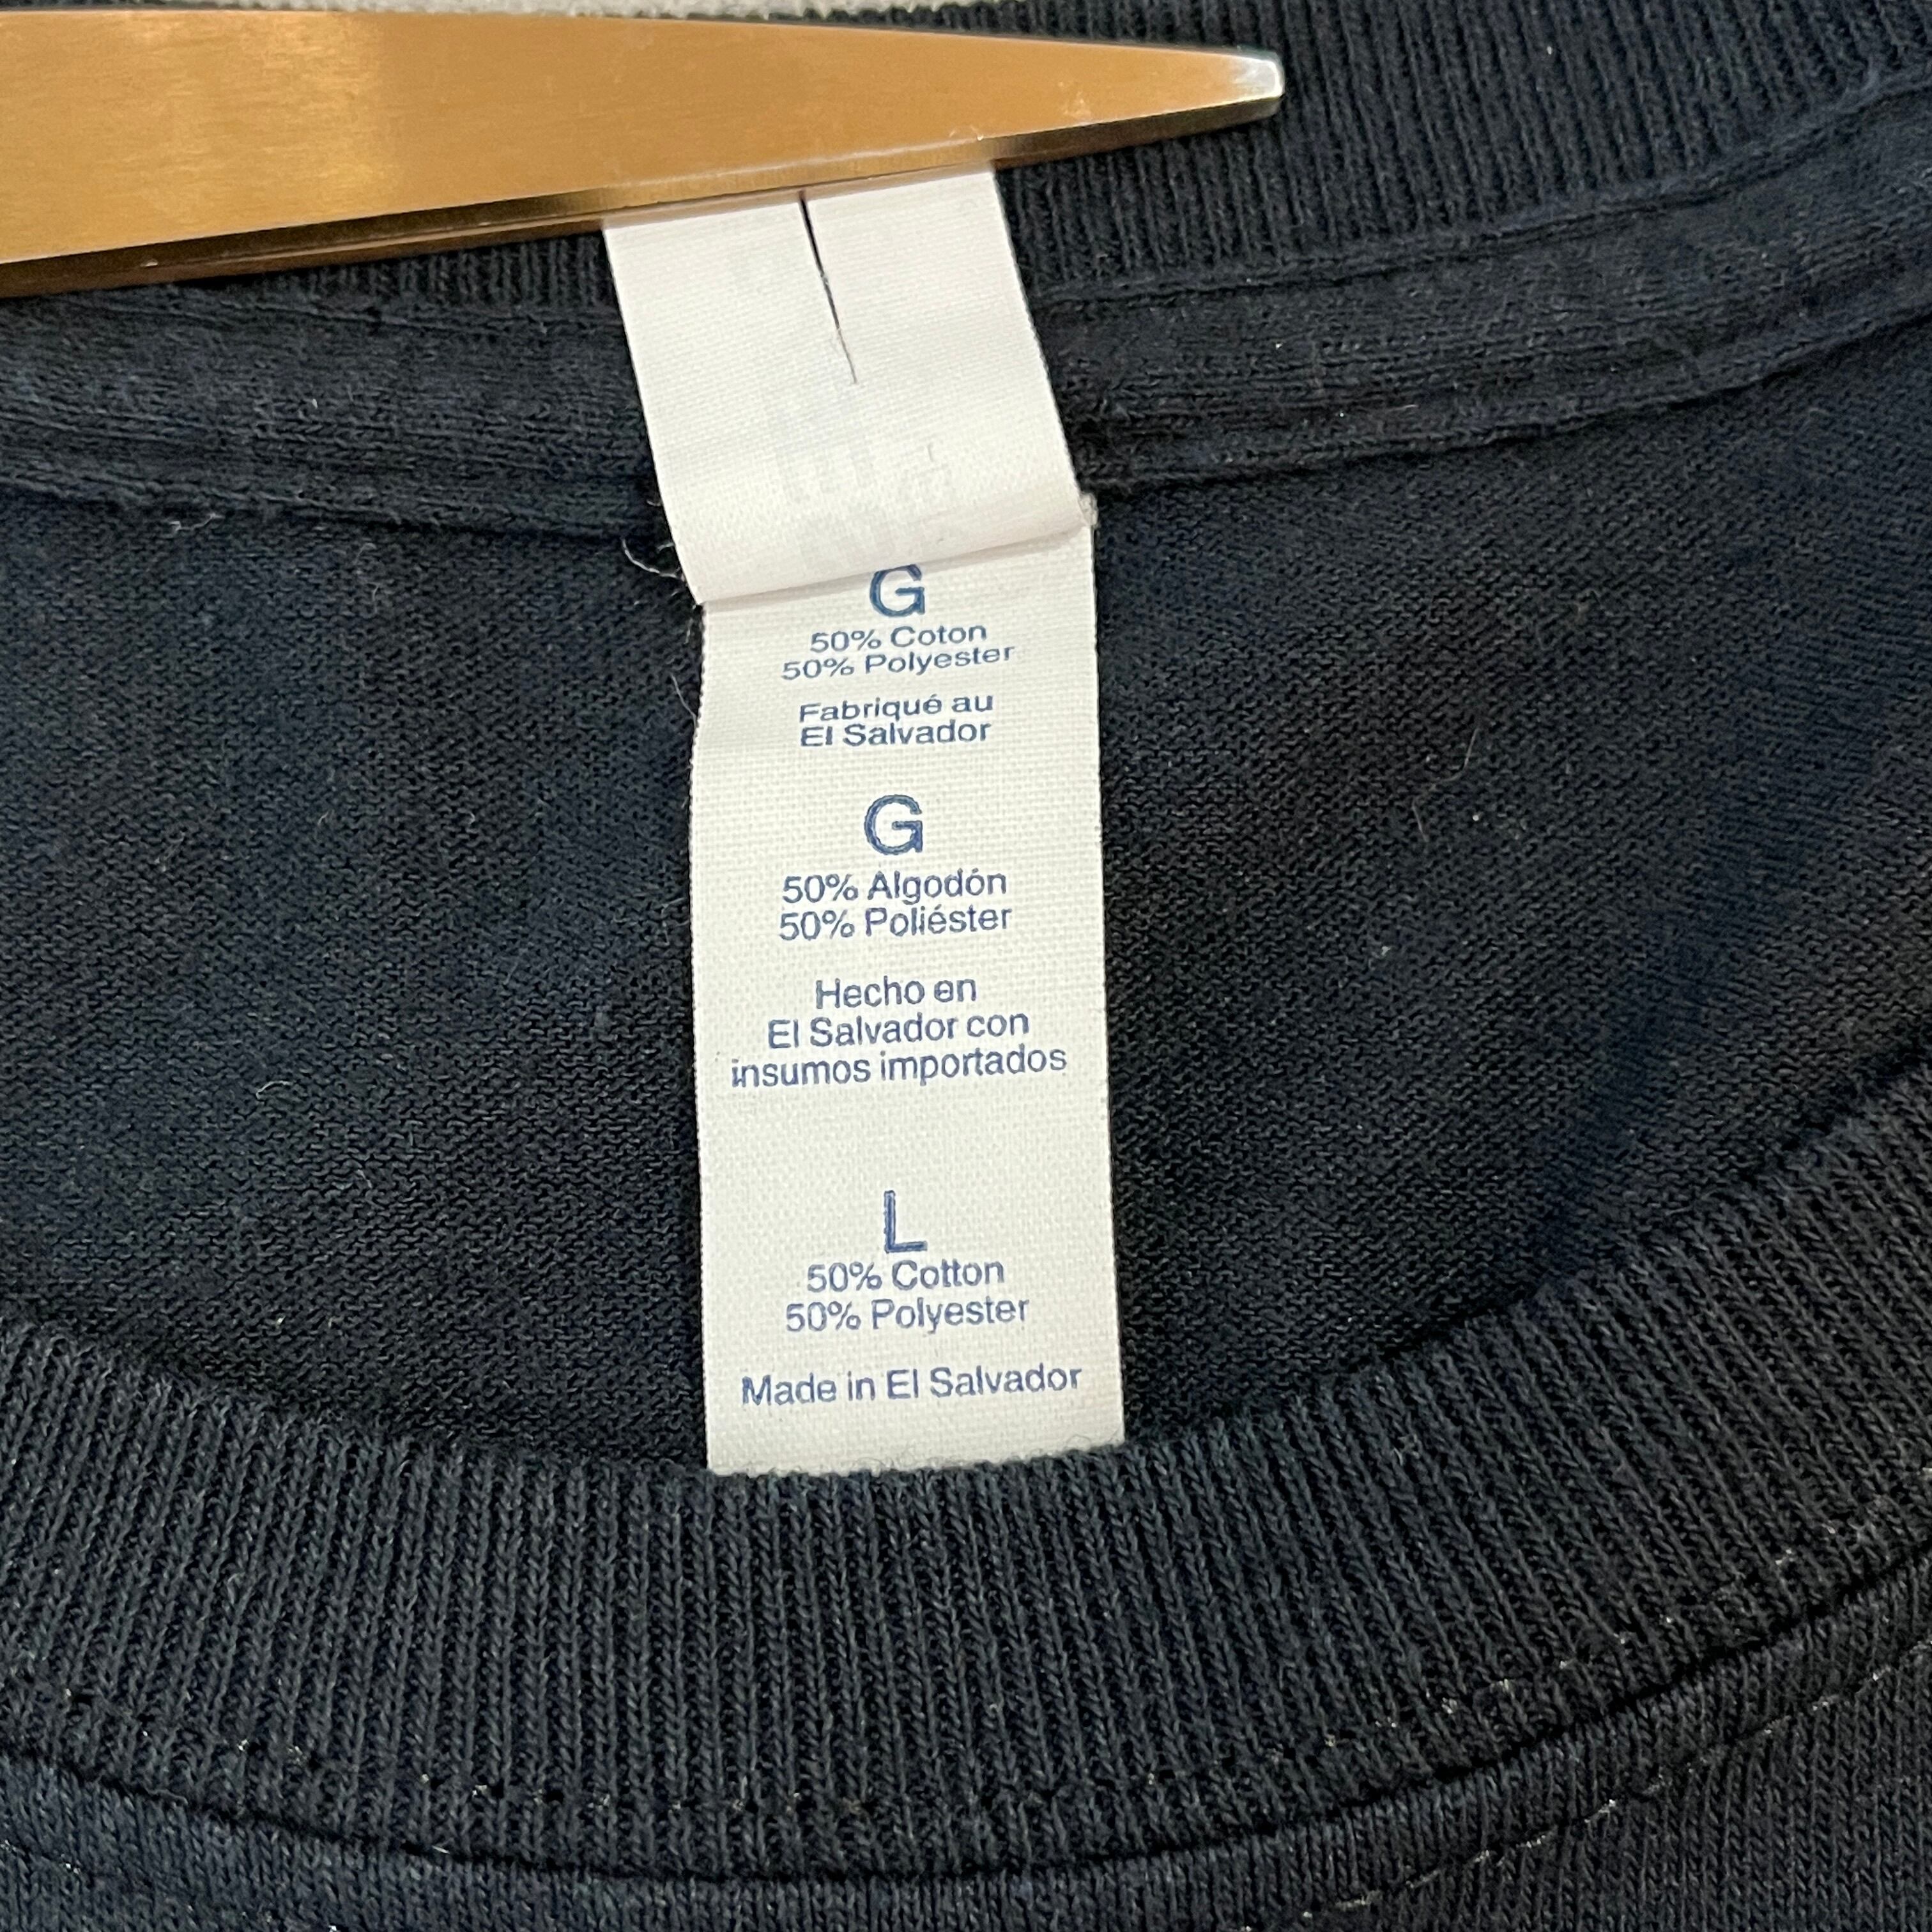 G
50% Coton
50% Polyester
Fabriqué au
El Salvador
G
50% Algodón
50% Poliéster
Hecho en
El Salvador con
insumos importados
L
50% Cotton
50% Polyester
Made in El Salvador